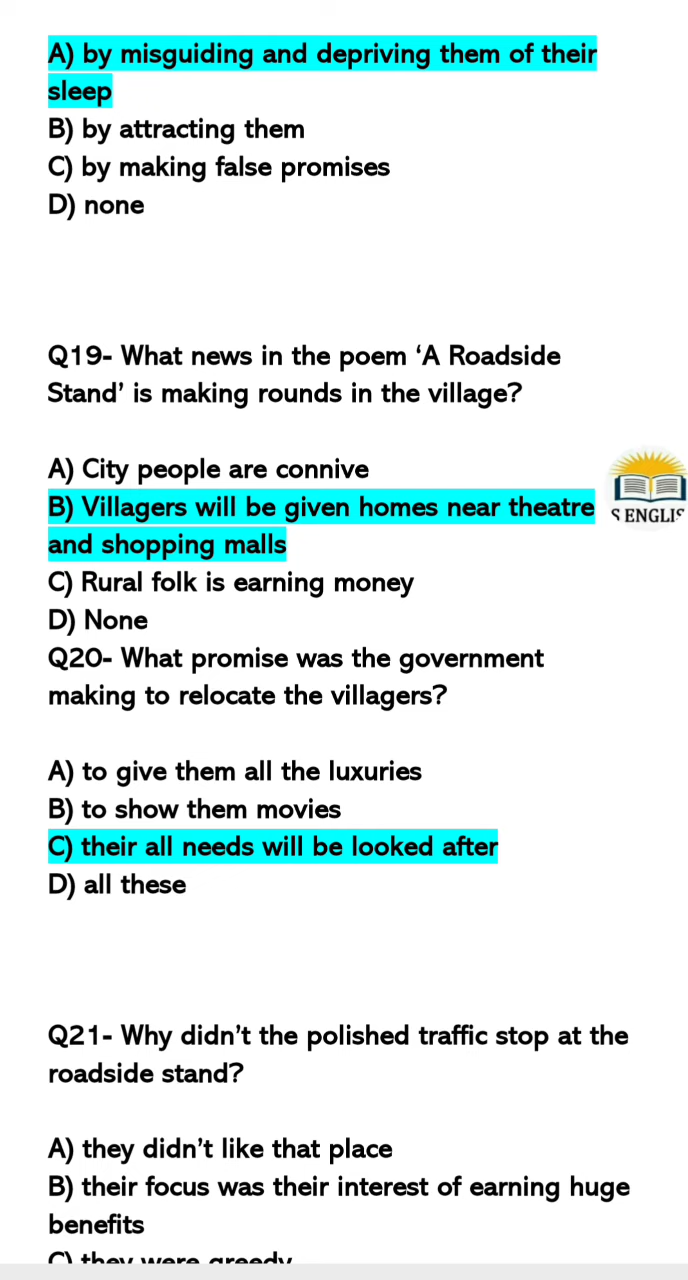 A) by misguiding and depriving them of their
sleep
B) by attracting them
C) by making false promises
D) none
Q19- What news in the poem ‘A Roadside
Stand’ is making rounds in the village?
A) City people are connive
B) Villagers will be given homes near theatre
and shopping malls
S ENGLIS
C) Rural folk is earning money
D) None
Q20- What promise was the government
making to relocate the villagers?
A) to give them all the luxuries
B) to show them movies
C) their all needs will be looked after
D) all these
Q21- Why didn’t the polished traffic stop at the
roadside stand?
A) they didn’t like that place
B) their focus was their interest of earning huge
benefits
C) they were greedy